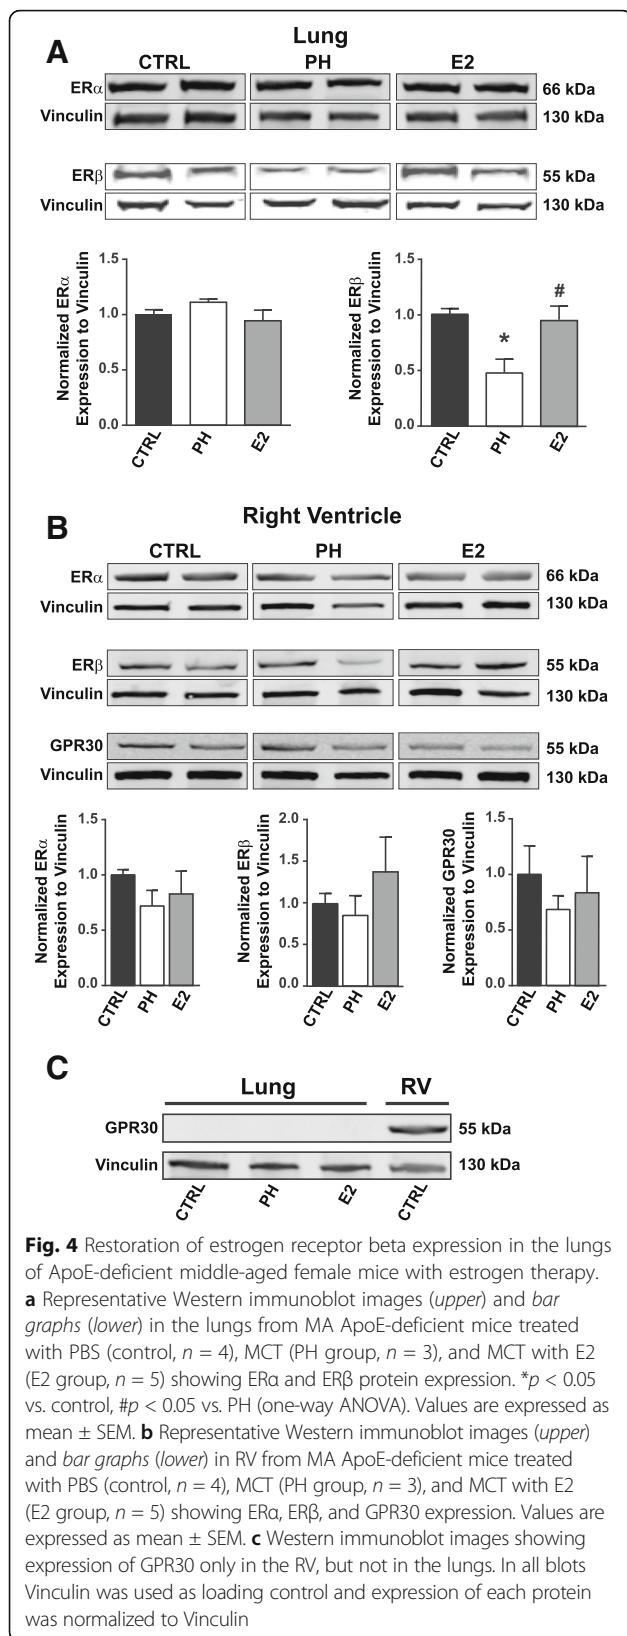 A
Lung
CTRL PH E2
ERα 66 kDa
Vinculin 130 kDa
ERβ 55 kDa
Vinculin 130 kDa
Normalized ERα
Expression to Vinculin
1.5
1.0
0.5
0.0
CTRL PH E2
Normalized ERβ
Expression to Vinculin
1.5
1.0
0.5
0.0
* #
CTRL PH E2
B
Right Ventricle
CTRL PH E2
ERα 66 kDa
Vinculin 130 kDa
ERβ 55 kDa
Vinculin 130 kDa
GPR30 55 kDa
Vinculin 130 kDa
Normalized ERα
Expression to Vinculin
1.5
1.0
0.5
0.0
CTRL PH E2
Normalized ERβ
Expression to Vinculin
2.0
1.5
1.0
0.5
0.0
CTRL PH E2
Normalized GPR30
Expression to Vinculin
1.5
1.0
0.5
0.0
CTRL PH E2
C
Lung RV
GPR30 55 kDa
Vinculin 130 kDa
CTRL PH E2 CTRL
Fig. 4 Restoration of estrogen receptor beta expression in the lungs
of ApoE-deficient middle-aged female mice with estrogen therapy.
a Representative Western immunoblot images (upper) and bar
graphs (lower) in the lungs from MA ApoE-deficient mice treated
with PBS (control, n = 4), MCT (PH group, n = 3), and MCT with E2
(E2 group, n = 5) showing ERα and ERβ protein expression. *p < 0.05
vs. control, #p < 0.05 vs. PH (one-way ANOVA). Values are expressed as
mean ± SEM. b Representative Western immunoblot images (upper)
and bar graphs (lower) in RV from MA ApoE-deficient mice treated
with PBS (control, n = 4), MCT (PH group, n = 3), and MCT with E2
(E2 group, n = 5) showing ERα, ERβ, and GPR30 expression. Values are
expressed as mean ± SEM. c Western immunoblot images showing
expression of GPR30 only in the RV, but not in the lungs. In all blots
Vinculin was used as loading control and expression of each protein
was normalized to Vinculin